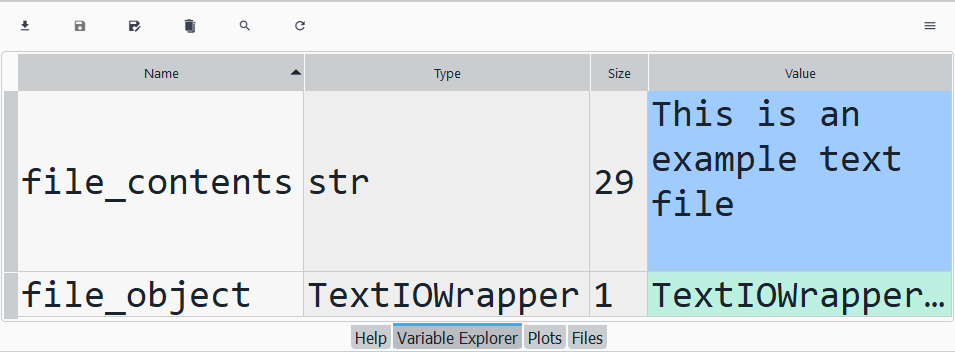 Name Type Size Value
file_contents str 29 This is an
example text
file
file_object TextIOWrapper 1 TextIOWrapper…
Help Variable Explorer Plots Files